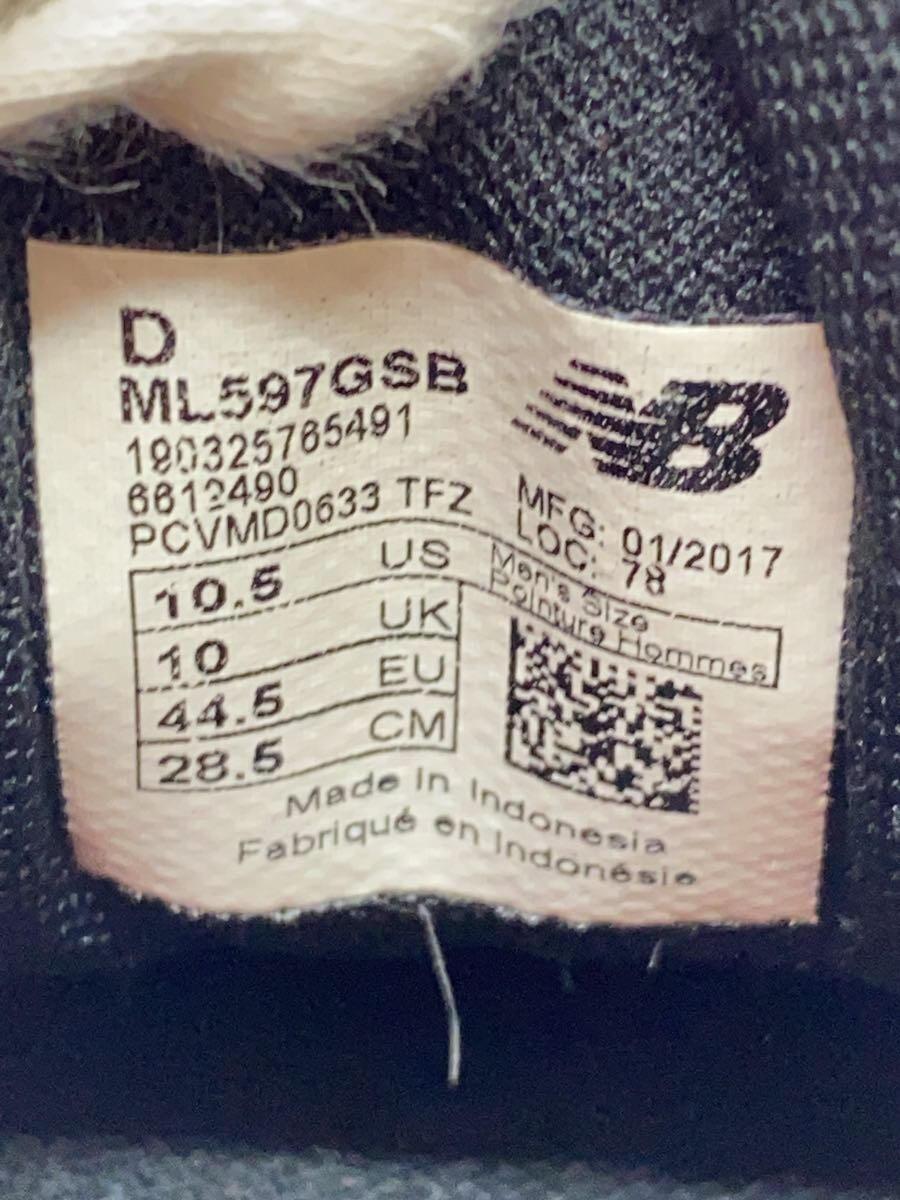 D
ML597GSB
190325765491
6612490
PCVMD0633 TFZ
MFG: 01/2017
LOC: 78
Men's Size
Pointure Hommes
10.5 US
10 UK
44.5 EU
28.5 CM
Made in Indonesia
Fabriqué en Indonésie